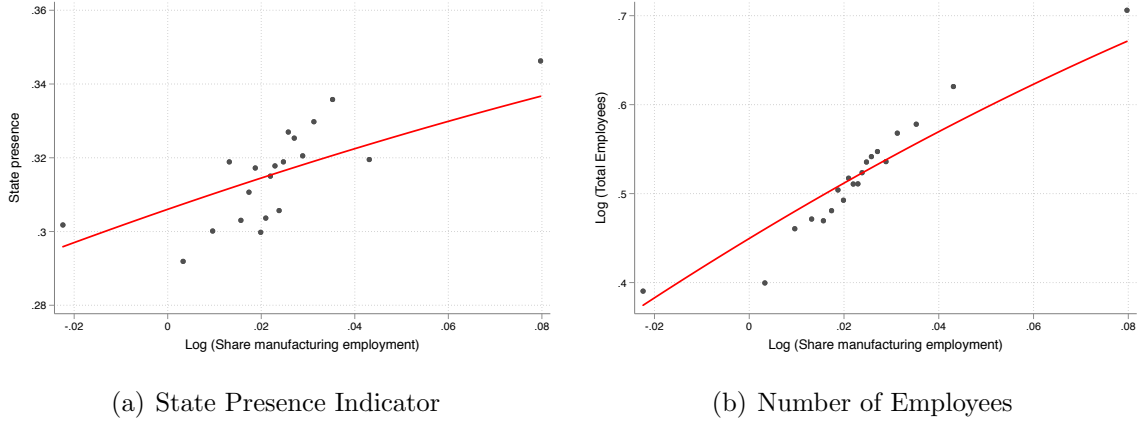 .36
.34
.32
.3
.28
State presence
-.02 0 .02 .04 .06 .08
Log (Share manufacturing employment)
(a) State Presence Indicator
.7
.6
.5
.4
Log (Total Employees)
-.02 0 .02 .04 .06 .08
Log (Share manufacturing employment)
(b) Number of Employees